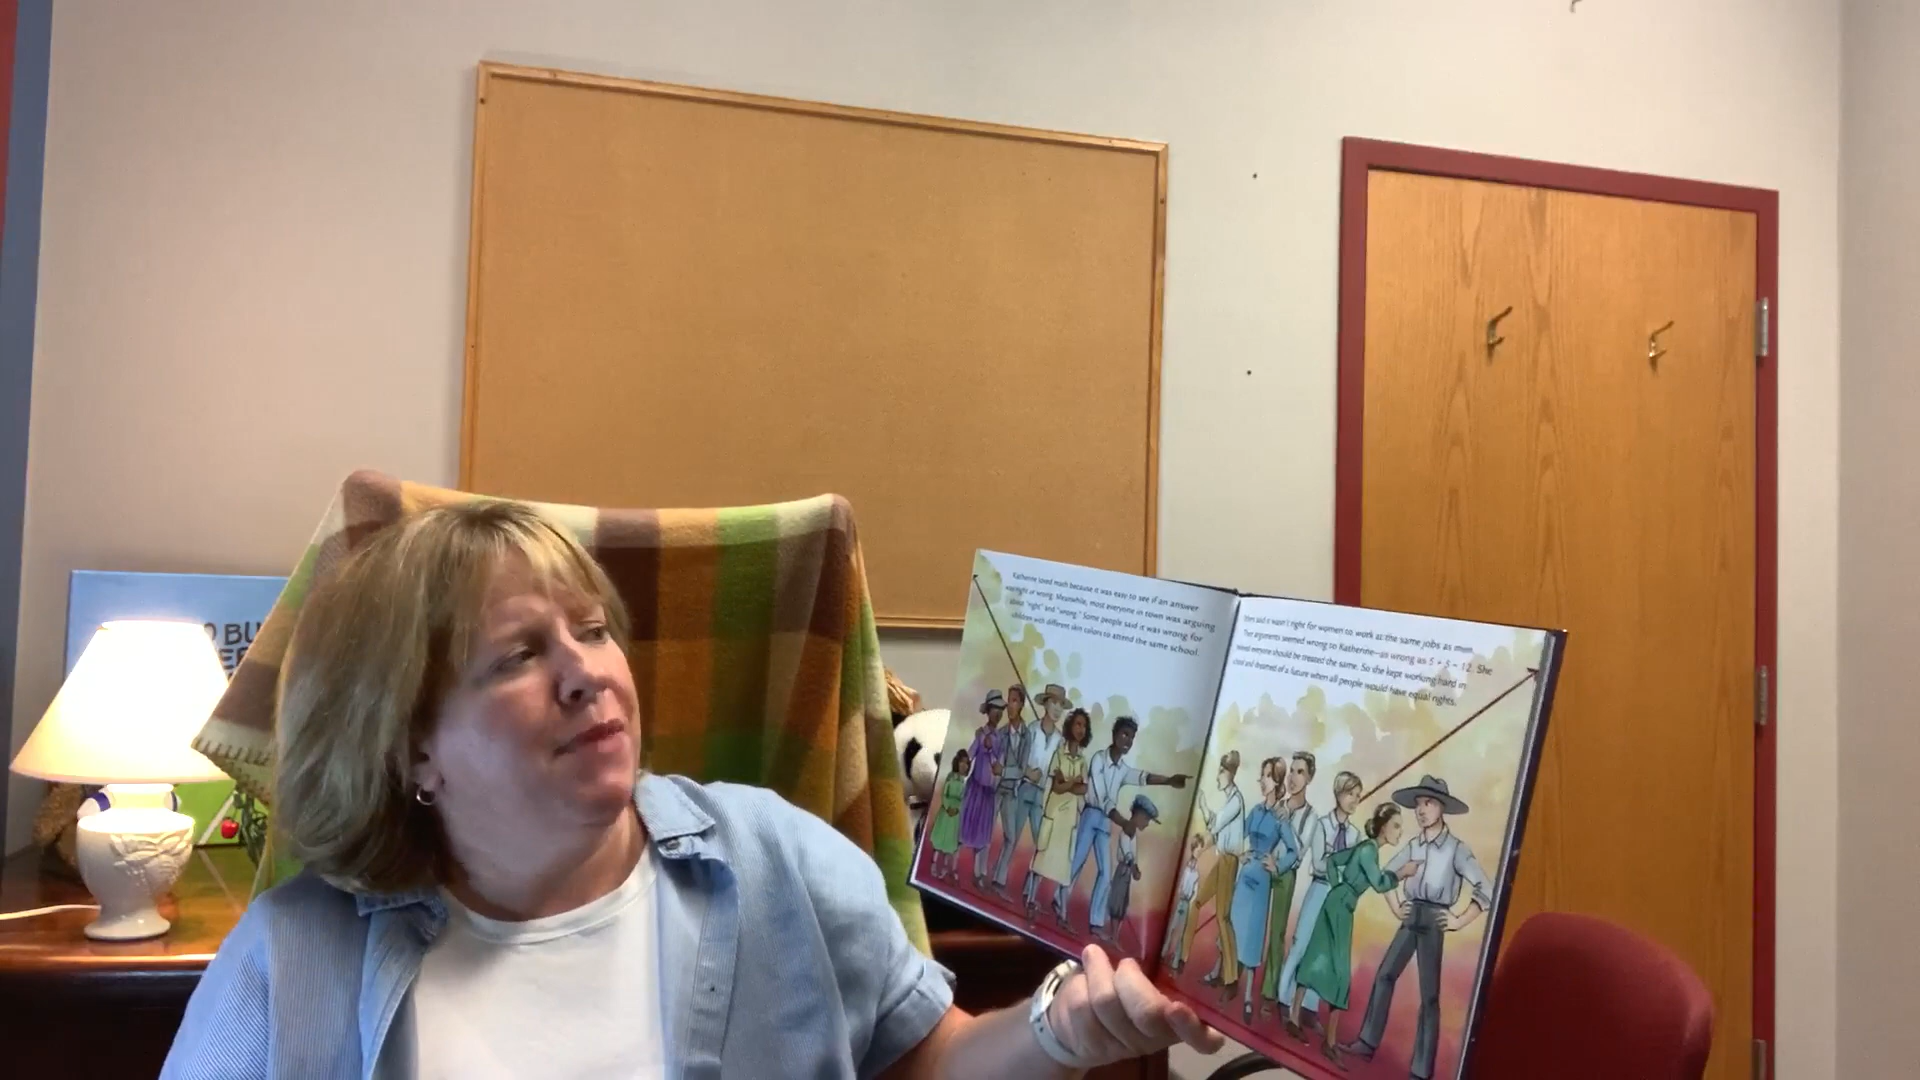 BU
Katherine loved math because it was easy to see if an answer
was right or wrong. Meanwhile, most everyone in town was arguing
about "right" and "wrong." Some people said it was wrong for
children with different skin colors to attend the same school.
said it wasn't right for women to work at the same jobs as men.
The arguments seemed wrong to Katherine—as wrong as 5 + 5 = 12. She
everyone should be treated the same. So she kept working hard in
and dreamed of a future when all people would have equal rights.